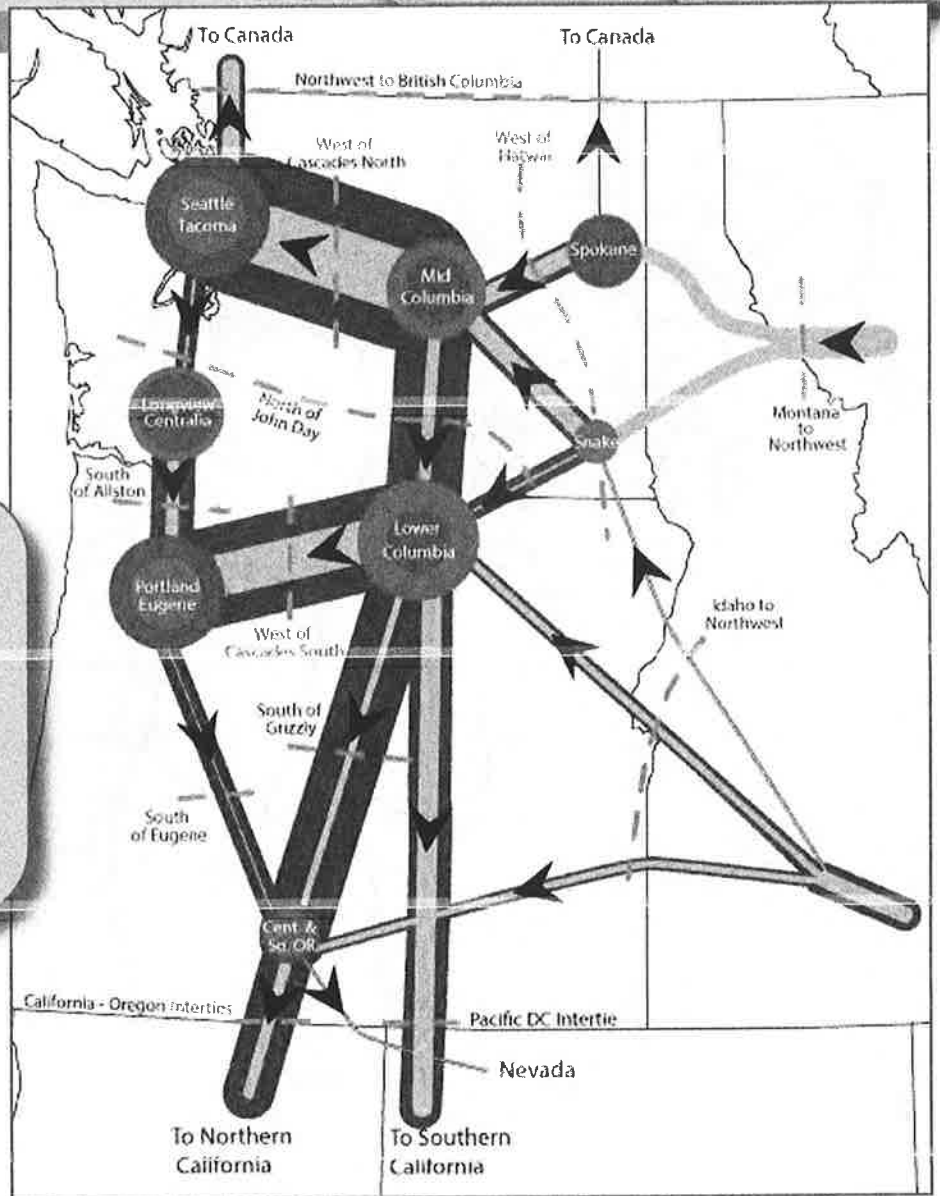 To Canada
To Canada
Northwest to British Columbia
West of
Cascades North
West of
Hatwai
Seattle
Tacoma
Spokane
Mid
Columbia
Longview
Centralia
North of
John Day
Snake
Montana
to
Northwest
South
of Allston
Lower
Columbia
Portland
Eugene
West of
Cascades South
Idaho to
Northwest
South of
Grizzly
South
of Eugene
Cent. &
So. OR
California - Oregon Interties
Pacific DC Intertie
Nevada
To Northern
California
To Southern
California